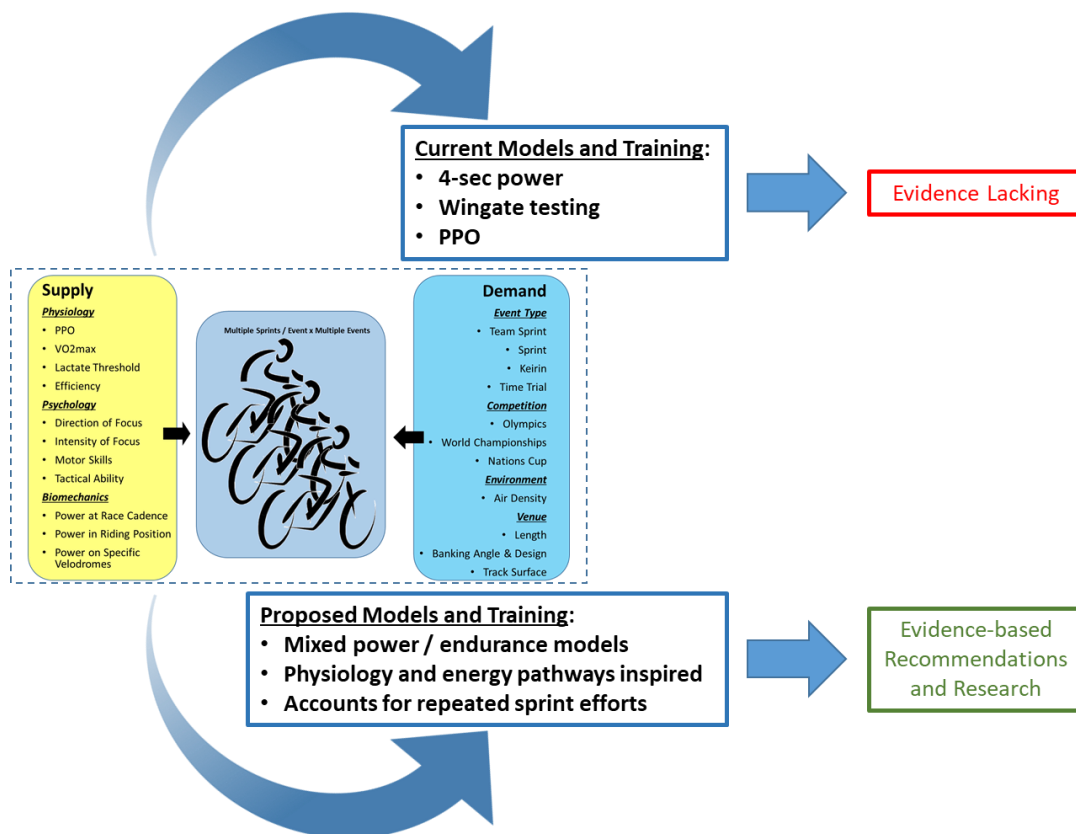 Current Models and Training:
• 4-sec power
• Wingate testing
• PPO
Evidence Lacking
Supply
Physiology
• PPO
• VO2max
• Lactate Threshold
• Efficiency
Psychology
• Direction of Focus
• Intensity of Focus
• Motor Skills
• Tactical Ability
Biomechanics
• Power at Race Cadence
• Power in Riding Position
• Power on Specific
Velodromes
Multiple Sprints / Event x Multiple Events
Demand
Event Type
• Team Sprint
• Sprint
• Keirin
• Time Trial
Competition
• Olympics
• World Championships
• Nations Cup
Environment
• Air Density
Venue
• Length
• Banking Angle & Design
• Track Surface
Proposed Models and Training:
• Mixed power / endurance models
• Physiology and energy pathways inspired
• Accounts for repeated sprint efforts
Evidence-based
Recommendations
and Research